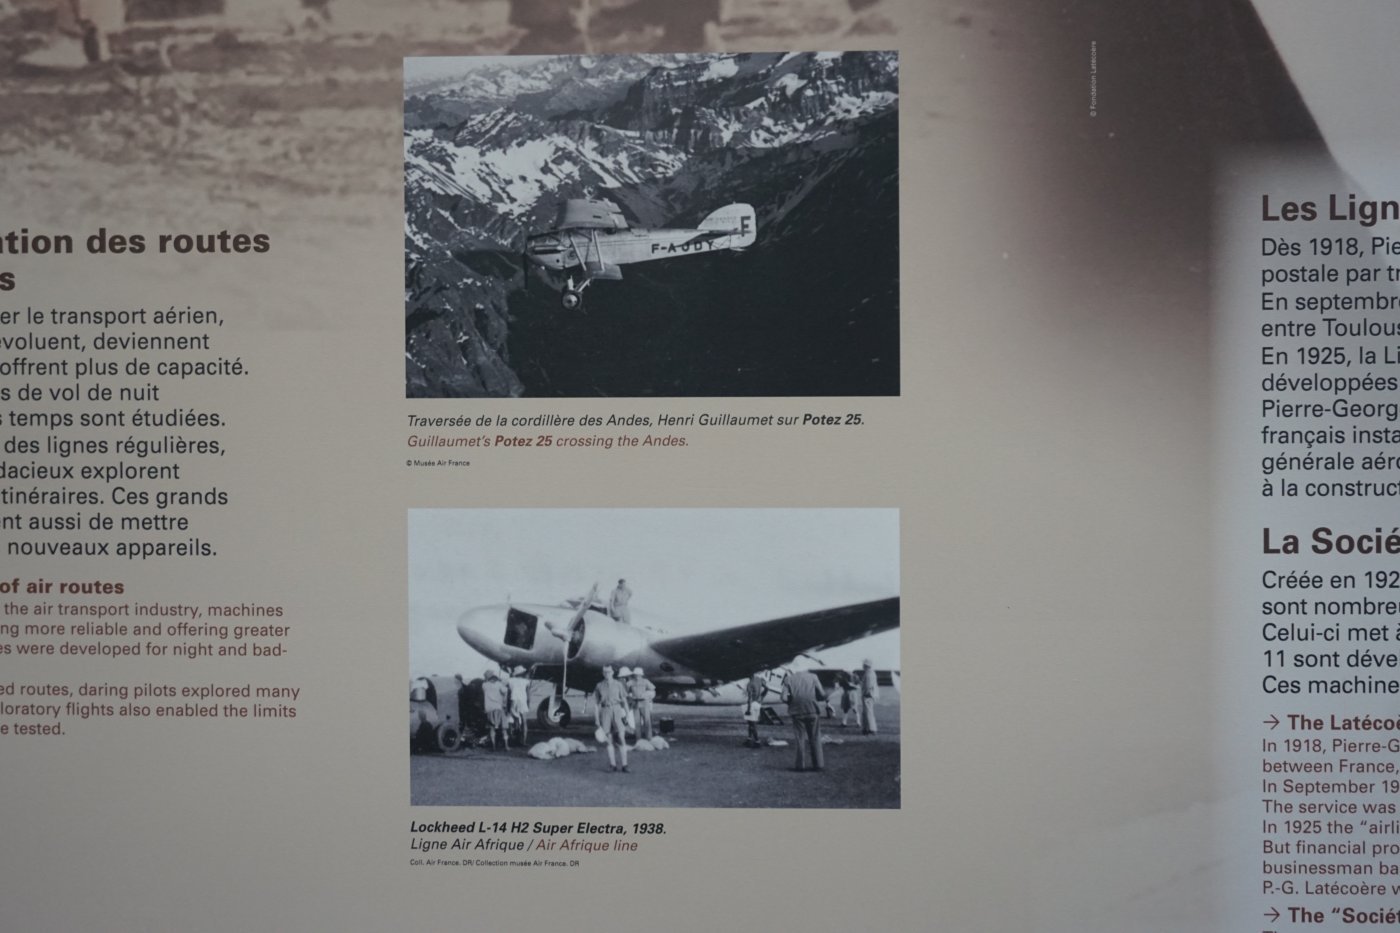 ation des routes
s
er le transport aérien,
évoluent, deviennent
offrent plus de capacité.
s de vol de nuit
s temps sont étudiées.
des lignes régulières,
dacieux explorent
tinéraires. Ces grands
nt aussi de mettre
nouveaux appareils.
of air routes
the air transport industry, machines
ng more reliable and offering greater
es were developed for night and bad-
ed routes, daring pilots explored many
ploratory flights also enabled the limits
e tested.
F-AJDY
F
Traversée de la cordillère des Andes, Henri Guillaumet sur Potez 25.
Guillaumet's Potez 25 crossing the Andes.
© Musée Air France
Lockheed L-14 H2 Super Electra, 1938.
Ligne Air Afrique / Air Afrique line
Coll. Air France. DR/ Collection musée Air France. DR
© Fondation Latécoère
Les Lign
Dès 1918, Pie
postale par tr
En septembre
entre Toulous
En 1925, la Li
développées
Pierre-Georg
français insta
générale aéro
à la construct
La Socié
Créée en 192
sont nombreu
Celui-ci met à
11 sont déve
Ces machine
→ The Latécoè
In 1918, Pierre-G
between France,
In September 19
The service was
In 1925 the “airli
But financial pro
businessman ba
P.-G. Latécoère w
→ The “Sociét